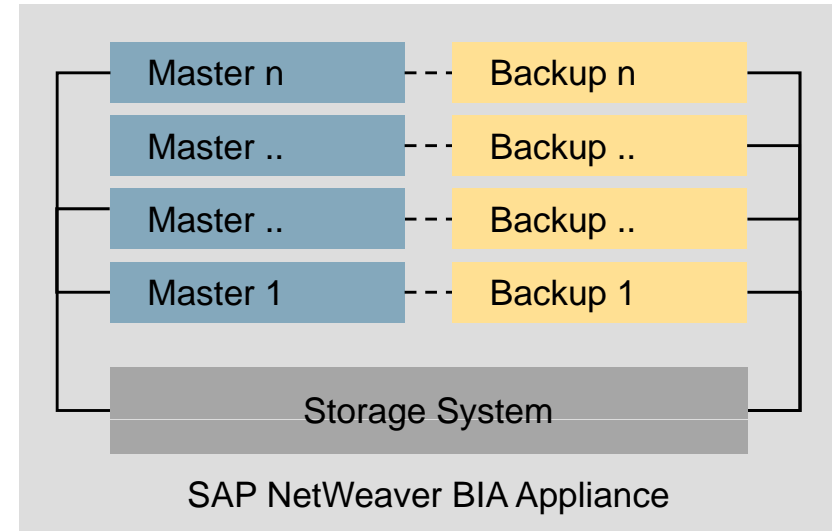 Master n Backup n
Master .. Backup ..
Master .. Backup ..
Master 1 Backup 1
Storage System
SAP NetWeaver BIA Appliance